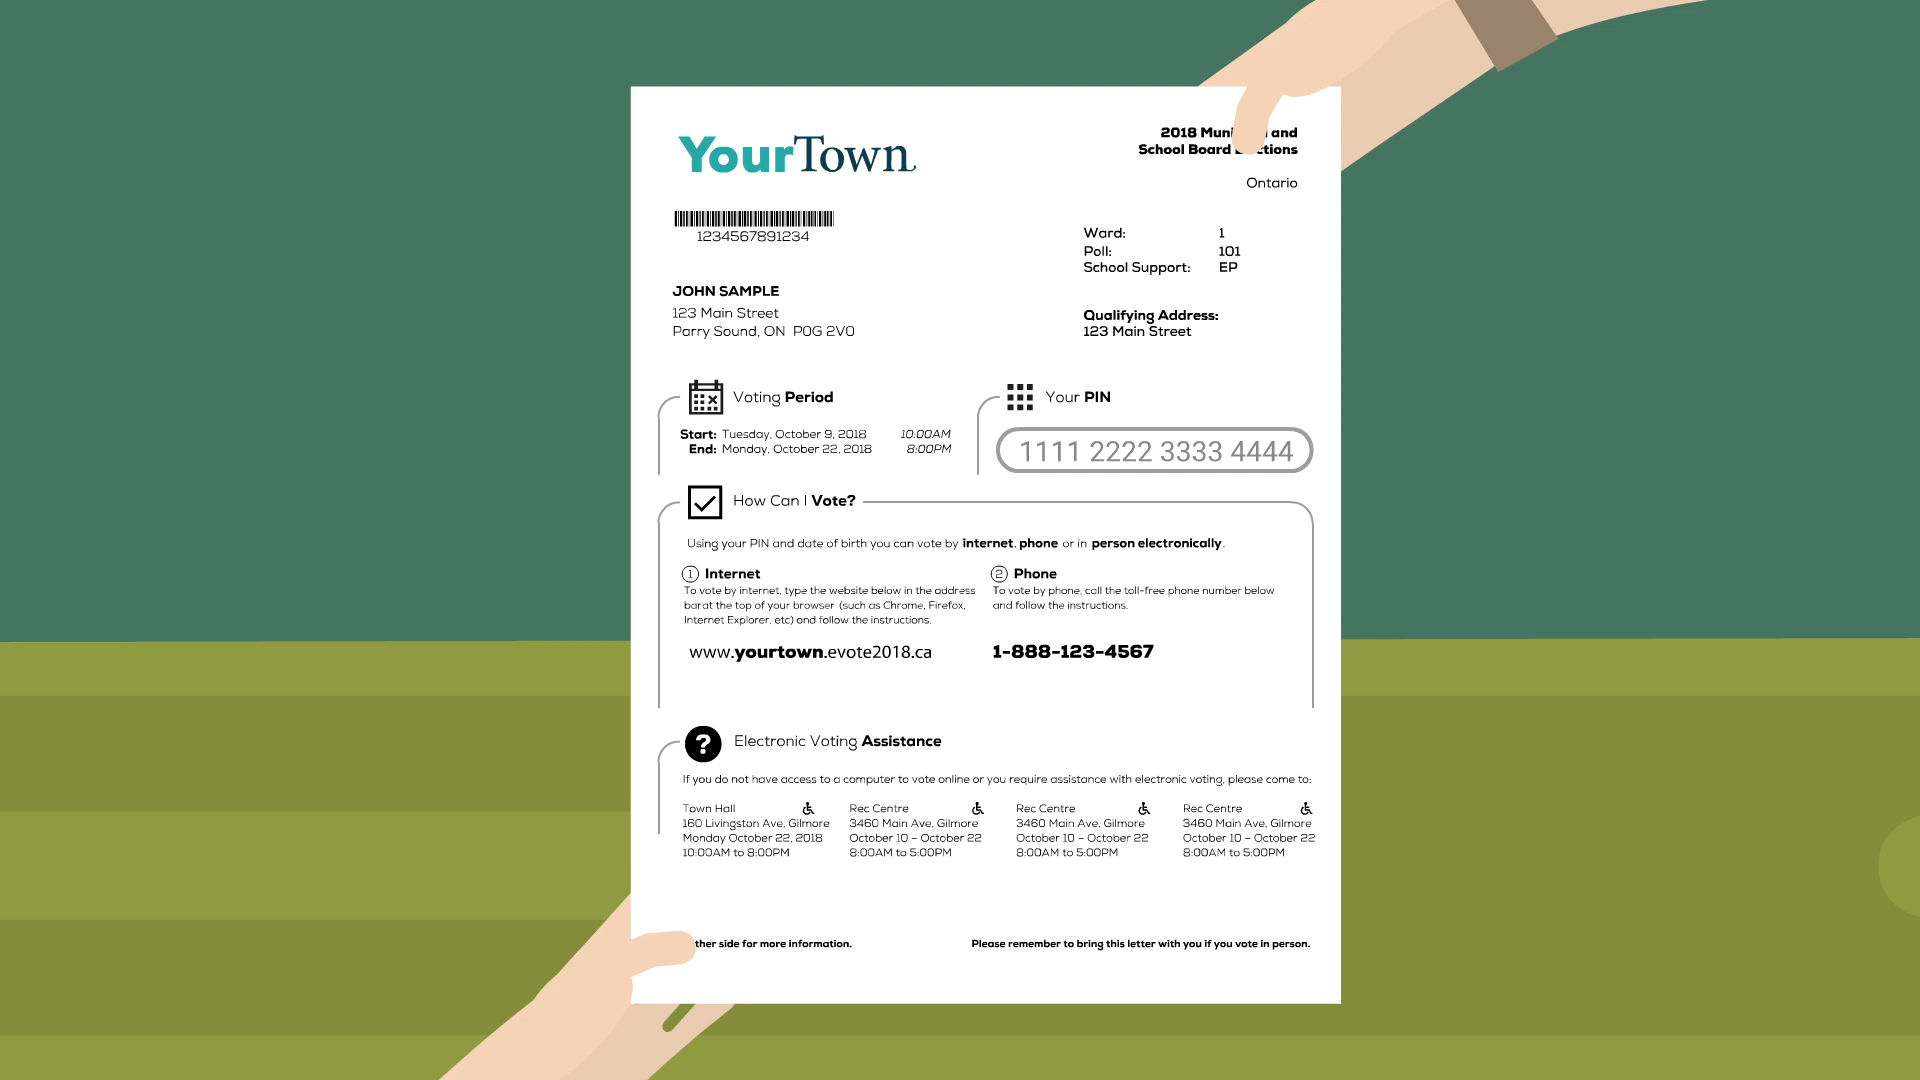 YourTown
2018 Mun and
School Board tions
Ontario
1234567891234
Ward: 1
Poll: 101
School Support: EP
JOHN SAMPLE
123 Main Street
Parry Sound, ON P0G 2V0
Qualifying Address:
123 Main Street
Voting Period
Start: Tuesday, October 9, 2018 10:00AM
End: Monday, October 22, 2018 8:00PM
Your PIN
1111 2222 3333 4444
How Can I Vote?
Using your PIN and date of birth you can vote by internet, phone or in person electronically.
1 Internet
To vote by internet, type the website below in the address
barat the top of your browser (such as Chrome, Firefox,
Internet Explorer, etc) and follow the instructions.
www.yourtown.evote2018.ca
2 Phone
To vote by phone, call the toll-free phone number below
and follow the instructions.
1-888-123-4567
? Electronic Voting Assistance
If you do not have access to a computer to vote online or you require assistance with electronic voting, please come to:
Town Hall
160 Livingston Ave, Gilmore
Monday October 22, 2018
10:00AM to 8:00PM
Rec Centre
3460 Main Ave, Gilmore
October 10 – October 22
8:00AM to 5:00PM
Rec Centre
3460 Main Ave, Gilmore
October 10 – October 22
8:00AM to 5:00PM
Rec Centre
3460 Main Ave, Gilmore
October 10 – October 22
8:00AM to 5:00PM
ther side for more information.
Please remember to bring this letter with you if you vote in person.